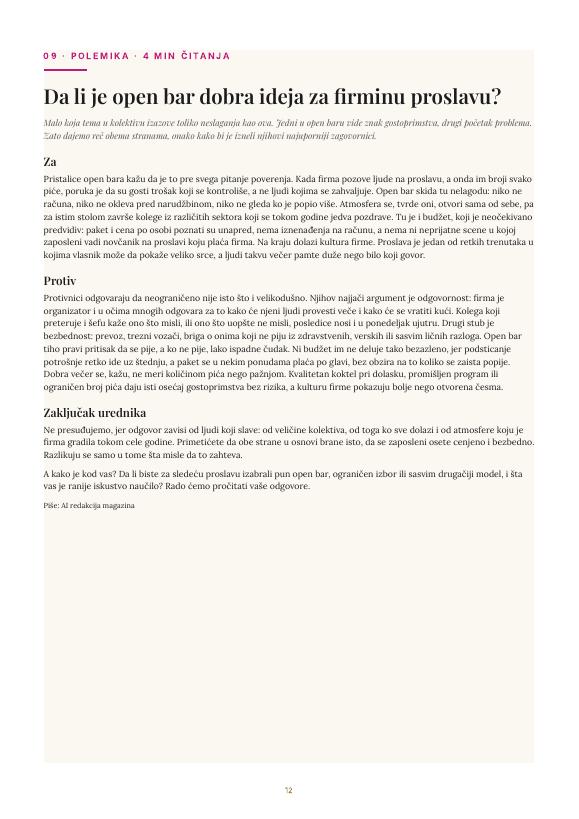 09 · POLEMIKA · 4 MIN ČITANJA
Da li je open bar dobra ideja za firminu proslavu?
Malo koja tema u kolektivu izazove toliko neslaganja kao ova. Jedni u open baru vide znak gostoprimstva, drugi početak problema.
Zato dajemo reč obema stranama, onako kako bi je izneli njihovi najuporniji zagovornici.
Za
Pristalice open bara kažu da je to pre svega pitanje poverenja. Kada firma pozove ljude na proslavu, a onda im broji svako
piće, poruka je da su gosti trošak koji se kontroliše, a ne ljudi kojima se zahvaljuje. Open bar skida tu nelagodu: niko ne
računa, niko ne okleva pred narudžbinom, niko ne gleda ko je popio više. Atmosfera se, tvrde oni, otvori sama od sebe, pa
za istim stolom završe kolege iz različitih sektora koji se tokom godine jedva pozdrave. Tu je i budžet, koji je neočekivano
predvidiv: paket i cena po osobi poznati su unapred, nema iznenađenja na računu, a nema ni neprijatne scene u kojoj
zaposleni vadi novčanik na proslavi koju plaća firma. Na kraju dolazi kultura firme. Proslava je jedan od retkih trenutaka u
kojima vlasnik može da pokaže veliko srce, a ljudi takvu večer pamte duže nego bilo koji govor.
Protiv
Protivnici odgovaraju da neograničeno nije isto što i velikodušno. Njihov najjači argument je odgovornost: firma je
organizator i u očima mnogih odgovara za to kako će njeni ljudi provesti veče i kako će se vratiti kući. Kolega koji
preteruje i šefu kaže ono što misli, ili ono što uopšte ne misli, posledice nosi i u ponedeljak ujutru. Drugi stub je
bezbednost: prevoz, trezni vozači, briga o onima koji ne piju iz zdravstvenih, verskih ili sasvim ličnih razloga. Open bar
tiho pravi pritisak da se pije, a ko ne pije, lako ispadne čudak. Ni budžet im ne deluje tako bezazleno, jer podsticanje
potrošnje retko ide uz štednju, a paket se u nekim ponudama plaća po glavi, bez obzira na to koliko se zaista popije.
Dobra večer se, kažu, ne meri količinom pića nego pažnjom. Kvalitetan koktel pri dolasku, promišljen program ili
ograničen broj pića daju isti osećaj gostoprimstva bez rizika, a kulturu firme pokazuju bolje nego otvorena česma.
Zaključak urednika
Ne presuđujemo, jer odgovor zavisi od ljudi koji slave: od veličine kolektiva, od toga ko sve dolazi i od atmosfere koju je
firma gradila tokom cele godine. Primetićete da obe strane u osnovi brane isto, da se zaposleni osete cenjeno i bezbedno.
Razlikuju se samo u tome šta misle da to zahteva.
A kako je kod vas? Da li biste za sledeću proslavu izabrali pun open bar, ograničen izbor ili sasvim drugačiji model, i šta
vas je ranije iskustvo naučilo? Rado ćemo pročitati vaše odgovore.
Piše: AI redakcija magazina
12